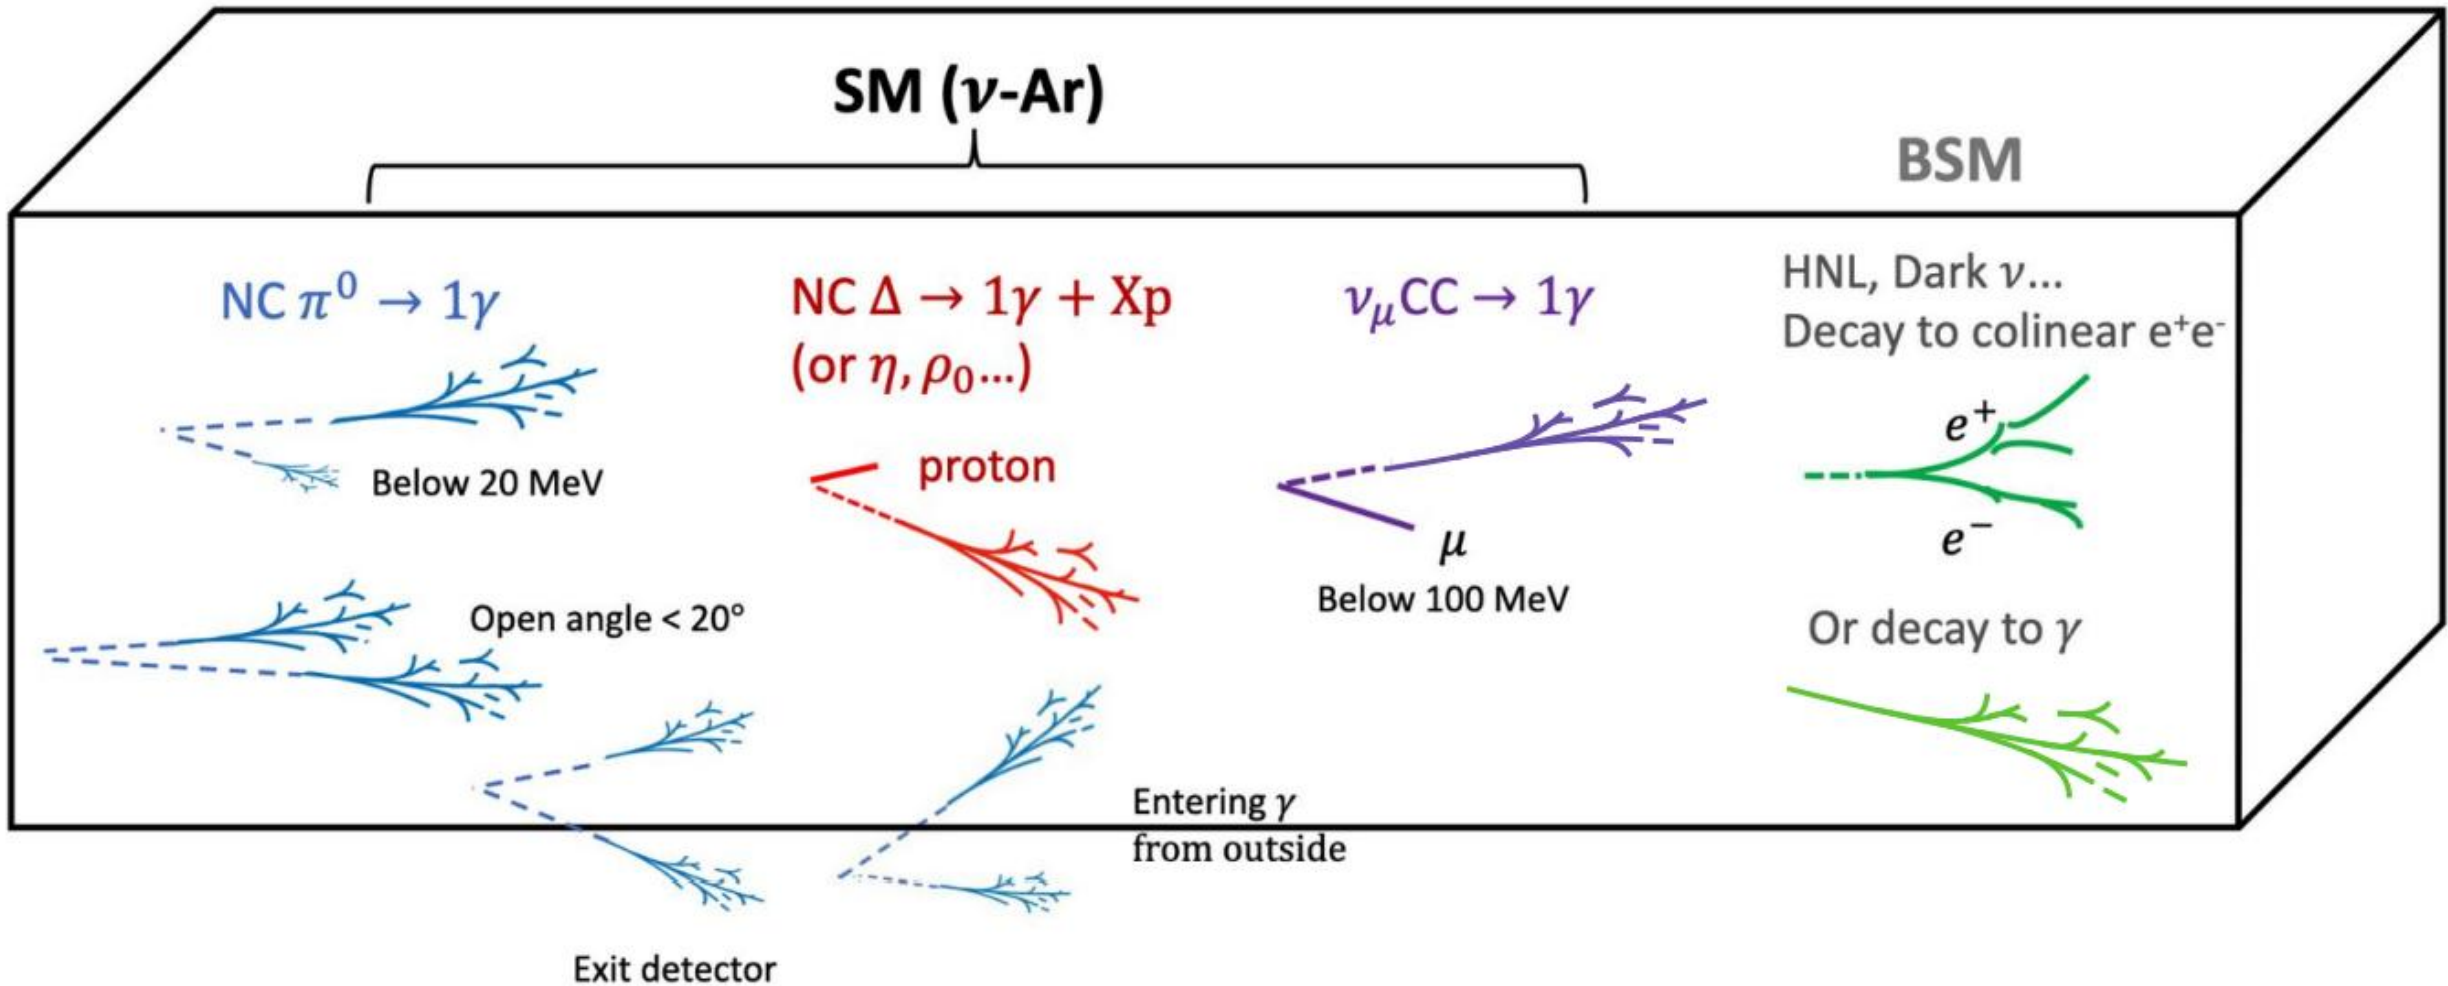 SM (ν-Ar)
BSM
NC π⁰ → 1γ
Below 20 MeV
Open angle < 20°
Exit detector
Entering γ
from outside
NC Δ → 1γ + Xp
(or η, ρ₀...)
proton
ν_μCC → 1γ
μ
Below 100 MeV
HNL, Dark ν...
Decay to colinear e⁺e⁻
e⁺
e⁻
Or decay to γ